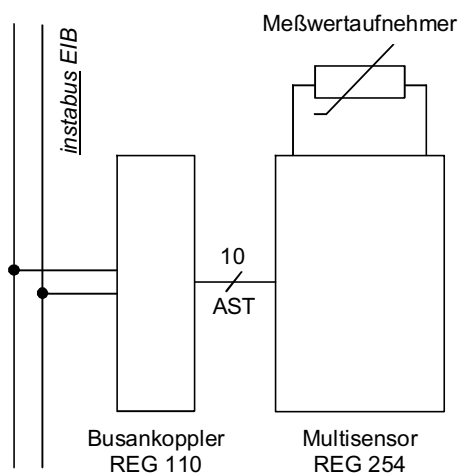 Meßwertaufnehmer
instabus EIB
10
AST
Busankoppler
REG 110
Multisensor
REG 254